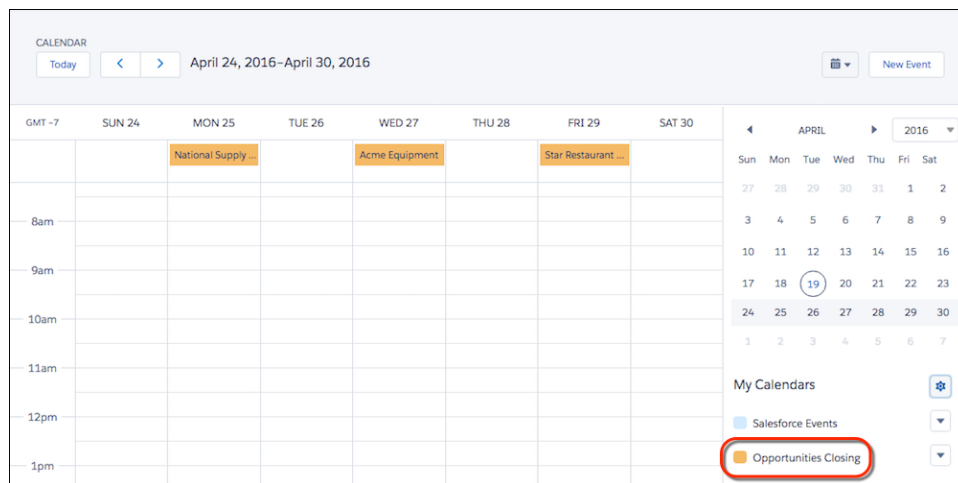 CALENDAR
Today
April 24, 2016–April 30, 2016
New Event
GMT -7 SUN 24 MON 25 TUE 26 WED 27 THU 28 FRI 29 SAT 30
National Supply ... Acme Equipment Star Restaurant ...
8am
9am
10am
11am
12pm
1pm
APRIL 2016
Sun Mon Tue Wed Thu Fri Sat
27 28 29 30 31 1 2
3 4 5 6 7 8 9
10 11 12 13 14 15 16
17 18 19 20 21 22 23
24 25 26 27 28 29 30
1 2 3 4 5 6 7
My Calendars
Salesforce Events
Opportunities Closing